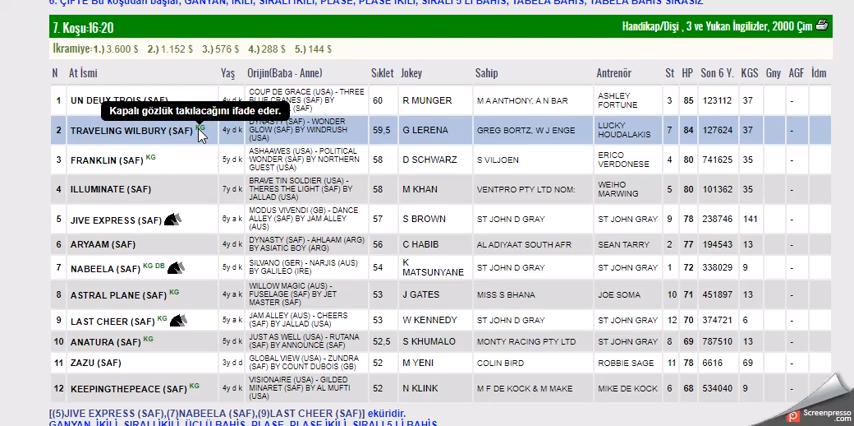 6. ÇİFTE Bu koşudan başlar, GANYAN, İKİLİ, SIRALI İKİLİ, PLASE, PLASE İKİLİ, SIRALI 5 Lİ BAHİS, TABELA BAHİS, TABELA BAHİS SIRASIZ
7. Koşu:16:20 Handikap/Dişi , 3 ve Yukarı İngilizler, 2000 Çim
İkramiye: 1.) 3.600 $ 2.) 1.152 $ 3.) 576 $ 4.) 288 $ 5.) 144 $
N At İsmi Yaş Orijin(Baba - Anne) Sıklet Jokey Sahip Antrenör St HP Son 6 Y. KGS Gny AGF İdm
1 UN DEUX TROIS (SAF) 4y d k COUP DE GRACE (USA) - THREE BLUE CRANES (SAF) BY (SAF) 60 R MUNGER M A ANTHONY, A N BAR ASHLEY FORTUNE 3 85 123112 37 -
Kapalı gözlük takılacağını ifade eder.
2 TRAVELING WILBURY (SAF) KG 4y d k DYNASTY (SAF) - WONDER GLOW (SAF) BY WINDRUSH (USA) 59,5 G LERENA GREG BORTZ, W J ENGE LUCKY HOUDALAKIS 7 84 127624 37 -
3 FRANKLIN (SAF) KG 4y d k ASHAAWES (USA) - POLITICAL WONDER (SAF) BY NORTHERN GUEST (USA) 58 D SCHWARZ S VILJOEN ERICO VERDONESE 4 80 741625 35 -
4 ILLUMINATE (SAF) 7y d k BRAVE TIN SOLDIER (USA) - THERES THE LIGHT (SAF) BY JALLAD (USA) 58 M KHAN VENTPRO PTY LTD NOM: WEIHO MARWING 5 80 101362 35 -
5 JIVE EXPRESS (SAF) 6y a k MODUS VIVENDI (GB) - DANCE ALLEY (SAF) BY JAM ALLEY (AUS) 57 S BROWN ST JOHN GRAY ST JOHN GRAY 9 78 238746 141 -
6 ARYAAM (SAF) 4y d k DYNASTY (SAF) - AHLAAM (ARG) BY ASIATIC BOY (ARG) 56 C HABIB AL ADIYAAT SOUTH AFR SEAN TARRY 2 77 194543 13 -
7 NABEELA (SAF) KG DB 5y d k SILVANO (GER) - NARJIS (AUS) BY GALILEO (IRE) 54 K MATSUNYANE ST JOHN GRAY ST JOHN GRAY 1 72 338029 9 -
8 ASTRAL PLANE (SAF) KG 4y a k WILLOW MAGIC (AUS) - FUSELAGE (SAF) BY JET MASTER (SAF) 53 J GATES MISS S BHANA JOE SOMA 10 71 451897 13 -
9 LAST CHEER (SAF) KG 5y a k JAM ALLEY (AUS) - CHEERS (SAF) BY JALLAD (USA) 53 W KENNEDY ST JOHN GRAY ST JOHN GRAY 12 70 374721 6 -
10 ANATURA (SAF) KG 5y d k JUST AS WELL (USA) - RUTANA (SAF) BY ANNOUNCE (SAF) 52,5 S KHUMALO MONTY RACING PTY LTD ST JOHN GRAY 8 69 787510 13 -
11 ZAZU (SAF) 3y d d GLOBAL VIEW (USA) - ZUNDRA (SAF) BY COUNT DUBOIS (GB) 52 M YENI COLIN BIRD ROBBIE SAGE 11 78 6616 69 -
12 KEEPINGTHEPEACE (SAF) KG 4y d k VISIONAIRE (USA) - GILDED MINARET (SAF) BY AL MUFTI (USA) 52 N KLINK M F DE KOCK & M MAKE MIKE DE KOCK 6 68 534040 9 -
[(5)JIVE EXPRESS (SAF),(7)NABEELA (SAF),(9)LAST CHEER (SAF)] eküridir.
GANYAN, İKİLİ, SIRALI İKİLİ, ÜÇLÜ BAHİS, PLASE, PLASE İKİLİ, SIRALI 5 Lİ BAHİS
Screenpresso
.com